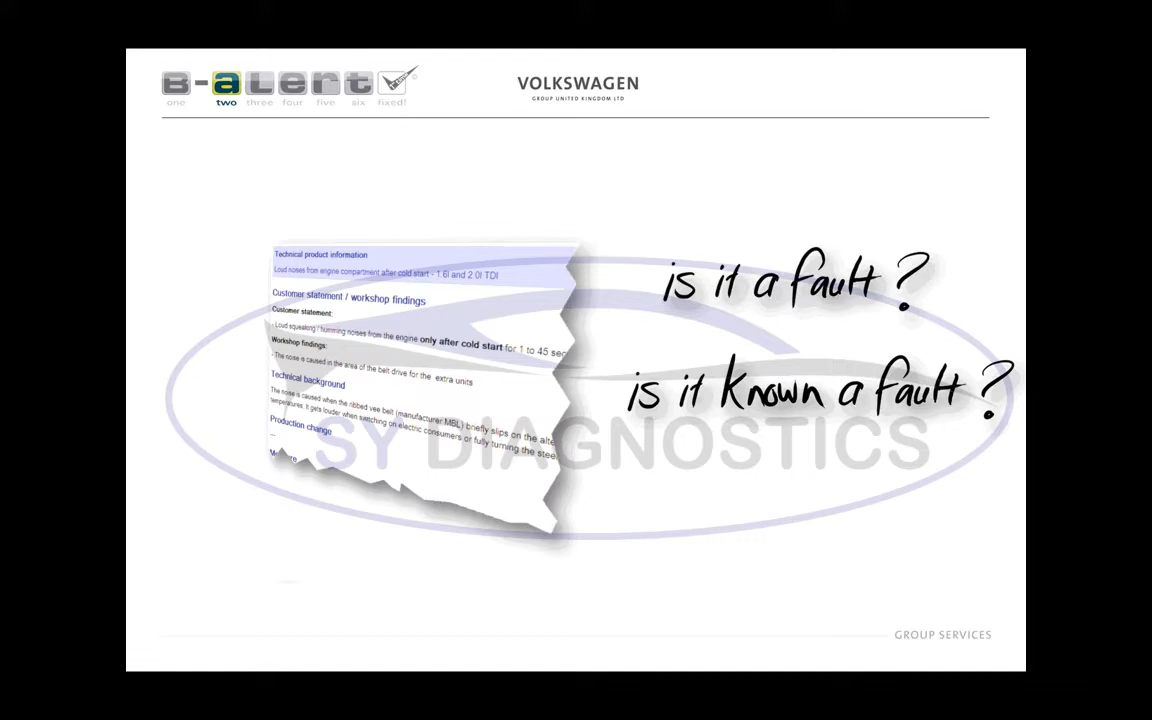 B-alert
one two three four five six fixed!
VOLKSWAGEN
GROUP UNITED KINGDOM LTD
Technical product information
Loud noises from engine compartment after cold start - 1.6l and 2.0l TDI
Customer statement / workshop findings
Customer statement:
- Loud squeaking / humming noises from the engine only after cold start for 1 to 45 sec
Workshop findings:
- The noise is caused in the area of the belt drive for the extra units
Technical background
The noise is caused when the ribbed vee belt (manufacturer MBL) briefly slips on the alte
temperatures. It gets louder when switching on electric consumers or fully turning the stee
Production change
is it a fault?
is it known a fault?
SY DIAGNOSTICS
GROUP SERVICES